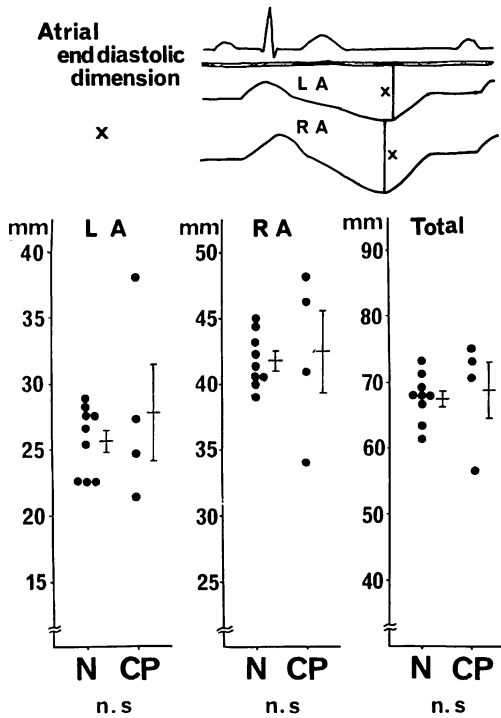 Atrial
end diastolic
dimension
x
L A
x
R A
x
mm L A
40
35
30
25
20
15
N CP
n.s
mm R A
50
45
40
35
30
25
N CP
n.s
mm Total
90
80
70
60
50
40
N CP
n.s